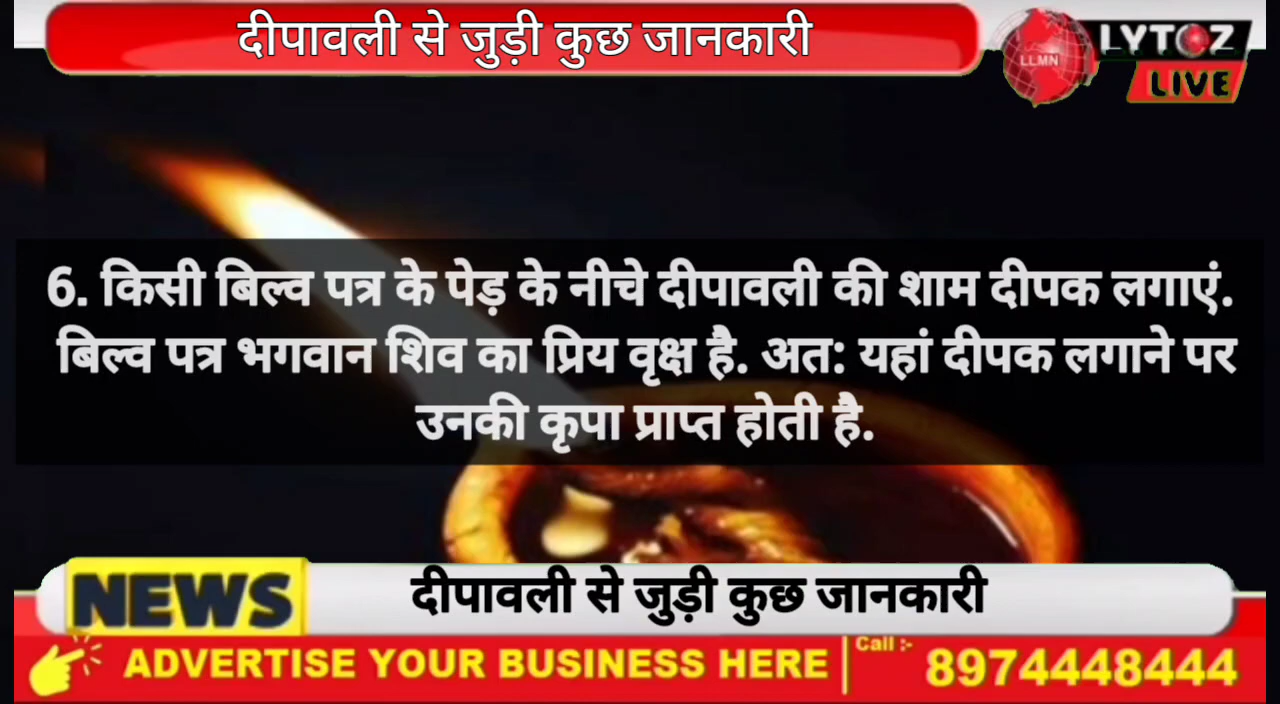 दीपावली से जुड़ी कुछ जानकारी
LLMN
LYTOZ
LIVE
6. किसी बिल्व पत्र के पेड़ के नीचे दीपावली की शाम दीपक लगाएं.
बिल्व पत्र भगवान शिव का प्रिय वृक्ष है. अत: यहां दीपक लगाने पर
उनकी कृपा प्राप्त होती है.
NEWS
दीपावली से जुड़ी कुछ जानकारी
ADVERTISE YOUR BUSINESS HERE
Call :-
8974448444